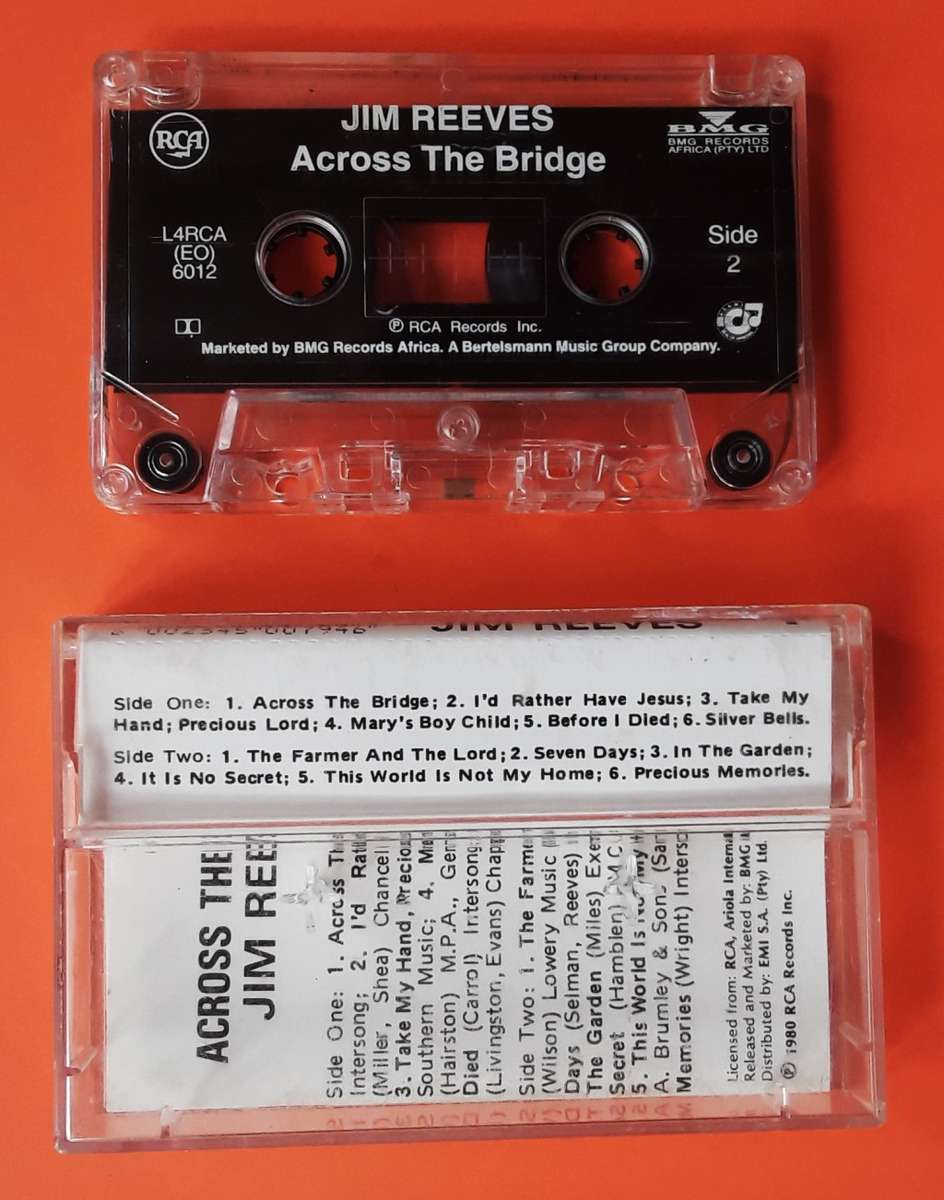 RCA
JIM REEVES
Across The Bridge
BMG
BMG RECORDS
AFRICA (PTY) LTD
L4RCA
(EO)
6012
Side
2
℗ RCA Records Inc.
Marketed by BMG Records Africa. A Bertelsmann Music Group Company.
JIM REEVES
Side One: 1. Across The Bridge; 2. I'd Rather Have Jesus; 3. Take My
Hand; Precious Lord; 4. Mary's Boy Child; 5. Before I Died; 6. Silver Bells.
Side Two: 1. The Farmer And The Lord; 2. Seven Days; 3. In The Garden;
4. It Is No Secret; 5. This World Is Not My Home; 6. Precious Memories.
ACROSS THE
JIM REE
Side One: 1. Across
Intersong; 2. I'd
(Miller, Shea) Chancel
3. Take My Hand, Precious
Southern Music; 4.
(Hairston) M.P.A.,
Died (Carrol) Intersong
(Livingston, Evans)
Side Two: 1. The Farmer
(Wilson) Lowery Music
Days (Selman, Reeves)
The Garden (Miles)
Secret (Hamblen) M.C.
5. This World Is My
A. Brumley & Sons
Memories (Wright)
Licensed from: RCA, Ariola
Released and Marketed by: BMG
Distributed by: EMI S.A. (Pty) Ltd.
℗ 1980 RCA Records Inc.